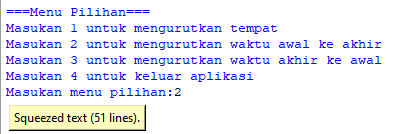 ===Menu Pilihan===
Masukan 1 untuk mengurutkan tempat
Masukan 2 untuk mengurutkan waktu awal ke akhir
Masukan 3 untuk mengurutkan waktu akhir ke awal
Masukan 4 untuk keluar aplikasi
Masukan menu pilihan:2
Squeezed text (51 lines).